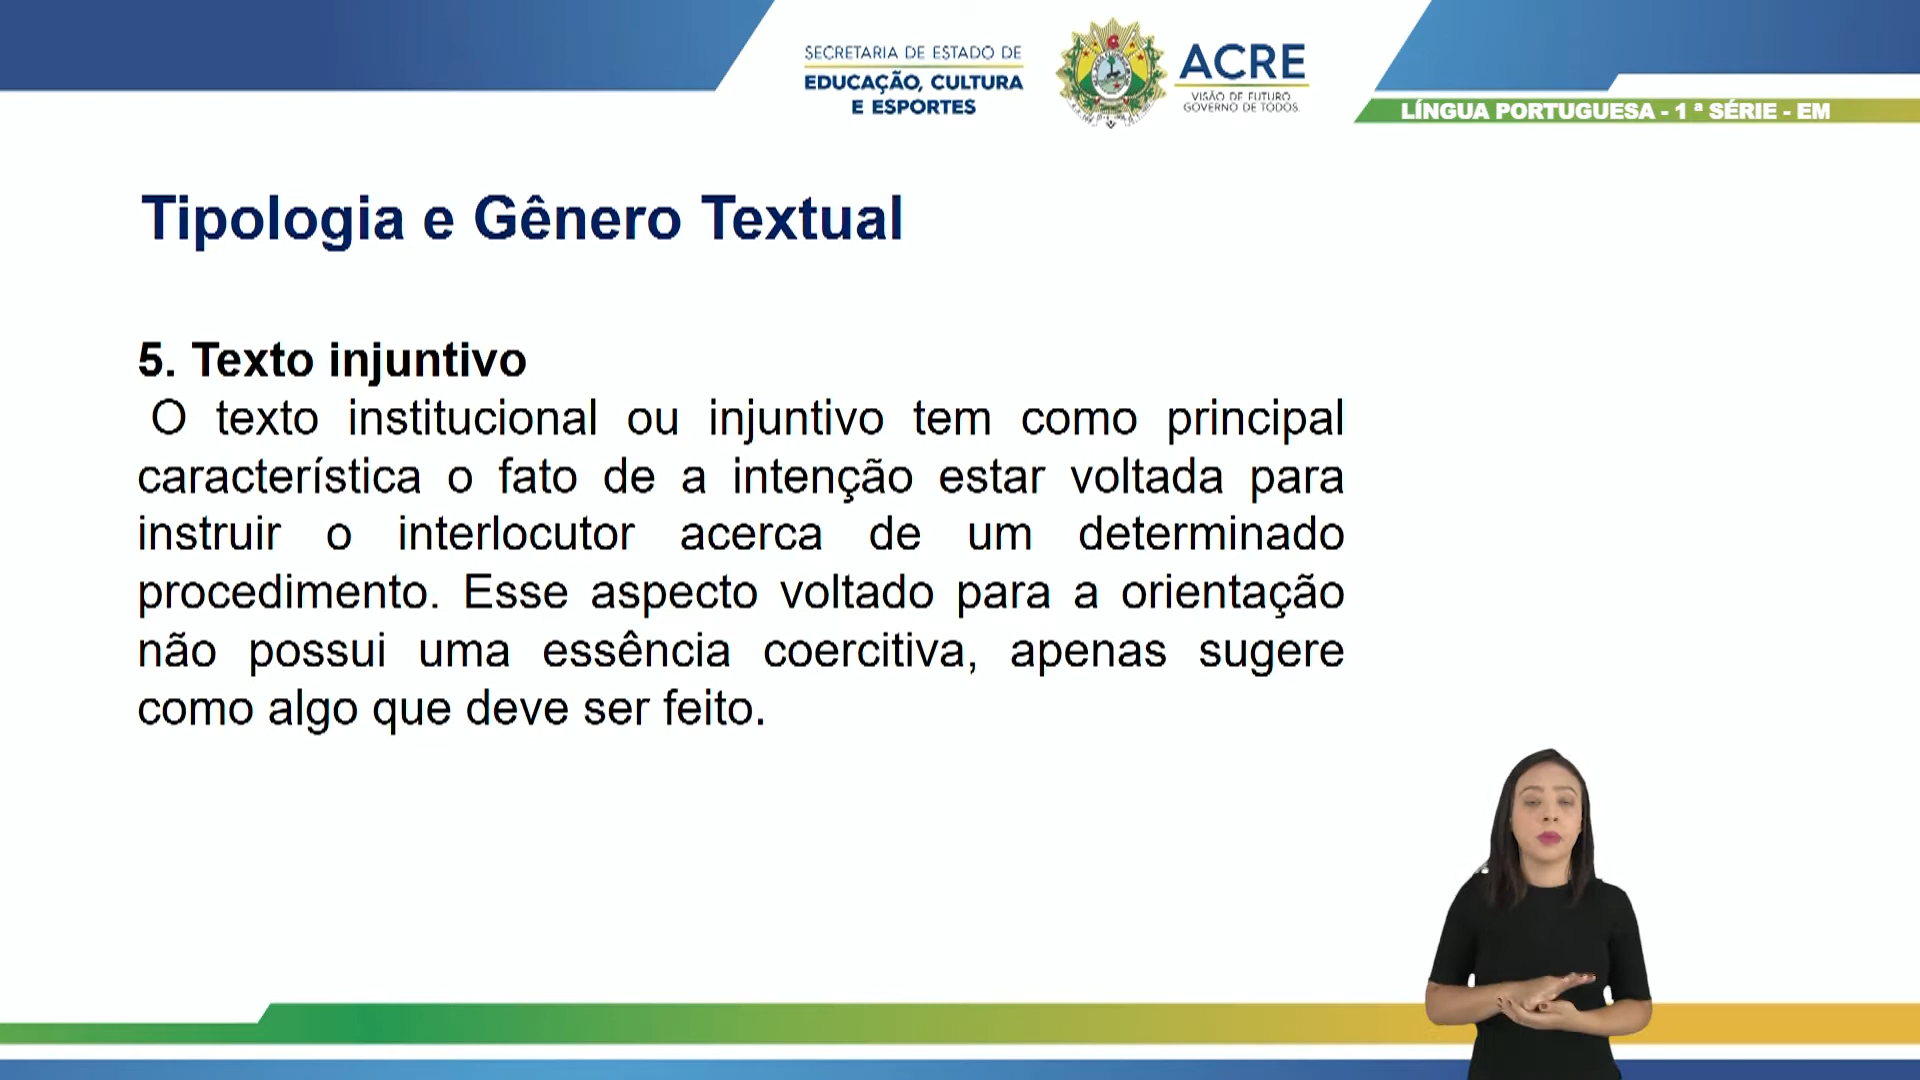 SECRETARIA DE ESTADO DE
EDUCAÇÃO, CULTURA
E ESPORTES
ACRE
VISÃO DE FUTURO
GOVERNO DE TODOS
LÍNGUA PORTUGUESA - 1 ª SÉRIE - EM
Tipologia e Gênero Textual
5. Texto injuntivo
O texto institucional ou injuntivo tem como principal
característica o fato de a intenção estar voltada para
instruir o interlocutor acerca de um determinado
procedimento. Esse aspecto voltado para a orientação
não possui uma essência coercitiva, apenas sugere
como algo que deve ser feito.